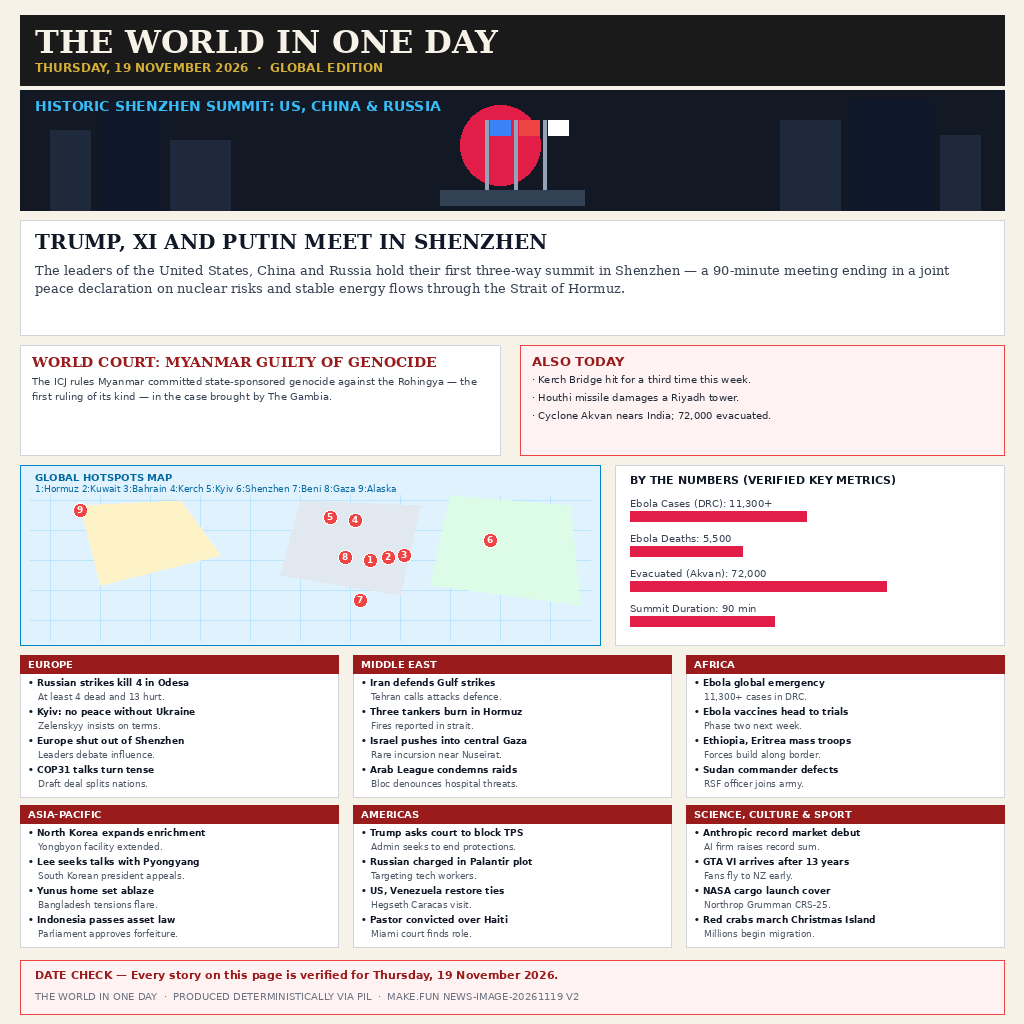 THE WORLD IN ONE DAY
THURSDAY, 19 NOVEMBER 2026 · GLOBAL EDITION
HISTORIC SHENZHEN SUMMIT: US, CHINA & RUSSIA
TRUMP, XI AND PUTIN MEET IN SHENZHEN
The leaders of the United States, China and Russia hold their first three-way summit in Shenzhen — a 90-minute meeting ending in a joint
peace declaration on nuclear risks and stable energy flows through the Strait of Hormuz.
WORLD COURT: MYANMAR GUILTY OF GENOCIDE
The ICJ rules Myanmar committed state-sponsored genocide against the Rohingya — the
first ruling of its kind — in the case brought by The Gambia.
ALSO TODAY
· Kerch Bridge hit for a third time this week.
· Houthi missile damages a Riyadh tower.
· Cyclone Akvan nears India; 72,000 evacuated.
GLOBAL HOTSPOTS MAP
1:Hormuz 2:Kuwait 3:Bahrain 4:Kerch 5:Kyiv 6:Shenzhen 7:Beni 8:Gaza 9:Alaska
9
5
4
6
8
1
2
3
7
BY THE NUMBERS (VERIFIED KEY METRICS)
Ebola Cases (DRC): 11,300+
Ebola Deaths: 5,500
Evacuated (Akvan): 72,000
Summit Duration: 90 min
EUROPE
• Russian strikes kill 4 in Odesa
At least 4 dead and 13 hurt.
• Kyiv: no peace without Ukraine
Zelenskyy insists on terms.
• Europe shut out of Shenzhen
Leaders debate influence.
• COP31 talks turn tense
Draft deal splits nations.
MIDDLE EAST
• Iran defends Gulf strikes
Tehran calls attacks defence.
• Three tankers burn in Hormuz
Fires reported in strait.
• Israel pushes into central Gaza
Rare incursion near Nuseirat.
• Arab League condemns raids
Bloc denounces hospital threats.
AFRICA
• Ebola global emergency
11,300+ cases in DRC.
• Ebola vaccines head to trials
Phase two next week.
• Ethiopia, Eritrea mass troops
Forces build along border.
• Sudan commander defects
RSF officer joins army.
ASIA-PACIFIC
• North Korea expands enrichment
Yongbyon facility extended.
• Lee seeks talks with Pyongyang
South Korean president appeals.
• Yunus home set ablaze
Bangladesh tensions flare.
• Indonesia passes asset law
Parliament approves forfeiture.
AMERICAS
• Trump asks court to block TPS
Admin seeks to end protections.
• Russian charged in Palantir plot
Targeting tech workers.
• US, Venezuela restore ties
Hegseth Caracas visit.
• Pastor convicted over Haiti
Miami court finds role.
SCIENCE, CULTURE & SPORT
• Anthropic record market debut
AI firm raises record sum.
• GTA VI arrives after 13 years
Fans fly to NZ early.
• NASA cargo launch cover
Northrop Grumman CRS-25.
• Red crabs march Christmas Island
Millions begin migration.
DATE CHECK — Every story on this page is verified for Thursday, 19 November 2026.
THE WORLD IN ONE DAY · PRODUCED DETERMINISTICALLY VIA PIL · MAKE.FUN NEWS-IMAGE-20261119 V2